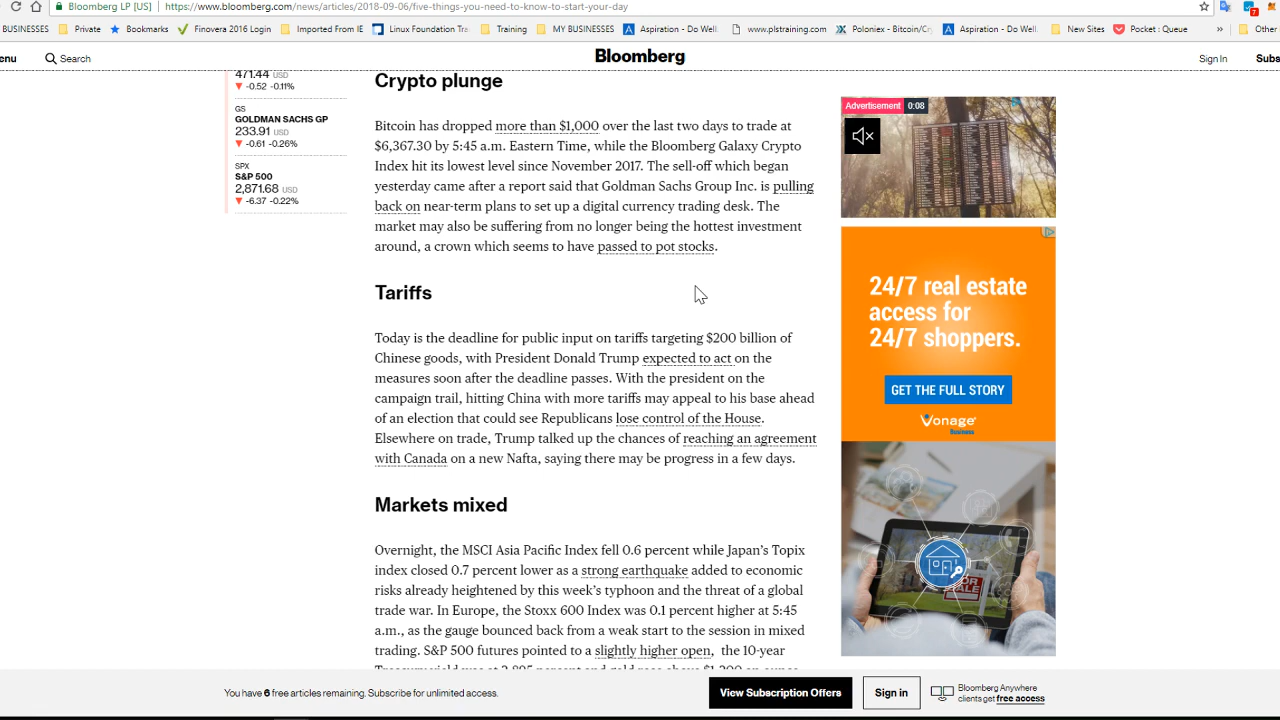 Bloomberg LP [US] https://www.bloomberg.com/news/articles/2018-09-06/five-things-you-need-to-know-to-start-your-day
BUSINESSES Private Bookmarks Finovera 2016 Login Imported From IE Linux Foundation Tra Training MY BUSINESSES Aspiration - Do Well. www.plstraining.com Poloniex - Bitcoin/Cry Aspiration - Do Well. New Sites Pocket : Queue » Other
enu Search Bloomberg Sign In Subs
471.44 USD
-0.52 -0.11%
GS
GOLDMAN SACHS GP
233.91 USD
-0.61 -0.26%
SPX
S&P 500
2,871.68 USD
-6.37 -0.22%
Crypto plunge
Bitcoin has dropped more than $1,000 over the last two days to trade at
$6,367.30 by 5:45 a.m. Eastern Time, while the Bloomberg Galaxy Crypto
Index hit its lowest level since November 2017. The sell-off which began
yesterday came after a report said that Goldman Sachs Group Inc. is pulling
back on near-term plans to set up a digital currency trading desk. The
market may also be suffering from no longer being the hottest investment
around, a crown which seems to have passed to pot stocks.
Tariffs
Today is the deadline for public input on tariffs targeting $200 billion of
Chinese goods, with President Donald Trump expected to act on the
measures soon after the deadline passes. With the president on the
campaign trail, hitting China with more tariffs may appeal to his base ahead
of an election that could see Republicans lose control of the House.
Elsewhere on trade, Trump talked up the chances of reaching an agreement
with Canada on a new Nafta, saying there may be progress in a few days.
Markets mixed
Overnight, the MSCI Asia Pacific Index fell 0.6 percent while Japan's Topix
index closed 0.7 percent lower as a strong earthquake added to economic
risks already heightened by this week's typhoon and the threat of a global
trade war. In Europe, the Stoxx 600 Index was 0.1 percent higher at 5:45
a.m., as the gauge bounced back from a weak start to the session in mixed
trading. S&P 500 futures pointed to a slightly higher open, the 10-year
Treasury yield was at 2.895 percent and gold rose above $1,200 an ounce
Advertisement 0:08
24/7 real estate
access for
24/7 shoppers.
GET THE FULL STORY
Vonage
Business
FOR
SALE
You have 6 free articles remaining. Subscribe for unlimited access.
View Subscription Offers
Sign in
Bloomberg Anywhere
clients get free access